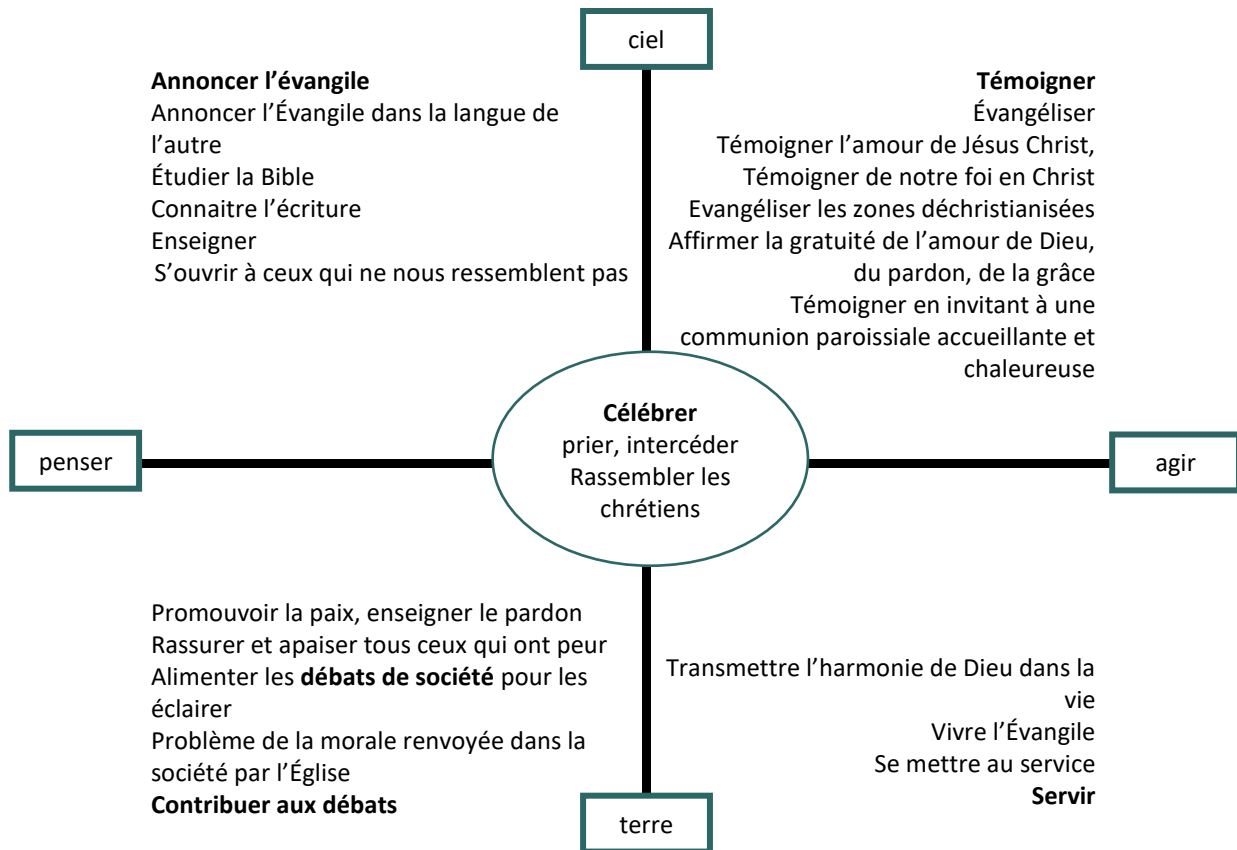 ciel
Annoncer l’évangile
Annoncer l’Évangile dans la langue de
l’autre
Étudier la Bible
Connaitre l’écriture
Enseigner
S’ouvrir à ceux qui ne nous ressemblent pas
Témoigner
Évangéliser
Témoigner l’amour de Jésus Christ,
Témoigner de notre foi en Christ
Evangéliser les zones déchristianisées
Affirmer la gratuité de l’amour de Dieu,
du pardon, de la grâce
Témoigner en invitant à une
communion paroissiale accueillante et
chaleureuse
penser
Célébrer
prier, intercéder
Rassembler les
chrétiens
agir
Promouvoir la paix, enseigner le pardon
Rassurer et apaiser tous ceux qui ont peur
Alimenter les débats de société pour les
éclairer
Problème de la morale renvoyée dans la
société par l’Église
Contribuer aux débats
Transmettre l’harmonie de Dieu dans la
vie
Vivre l’Évangile
Se mettre au service
Servir
terre